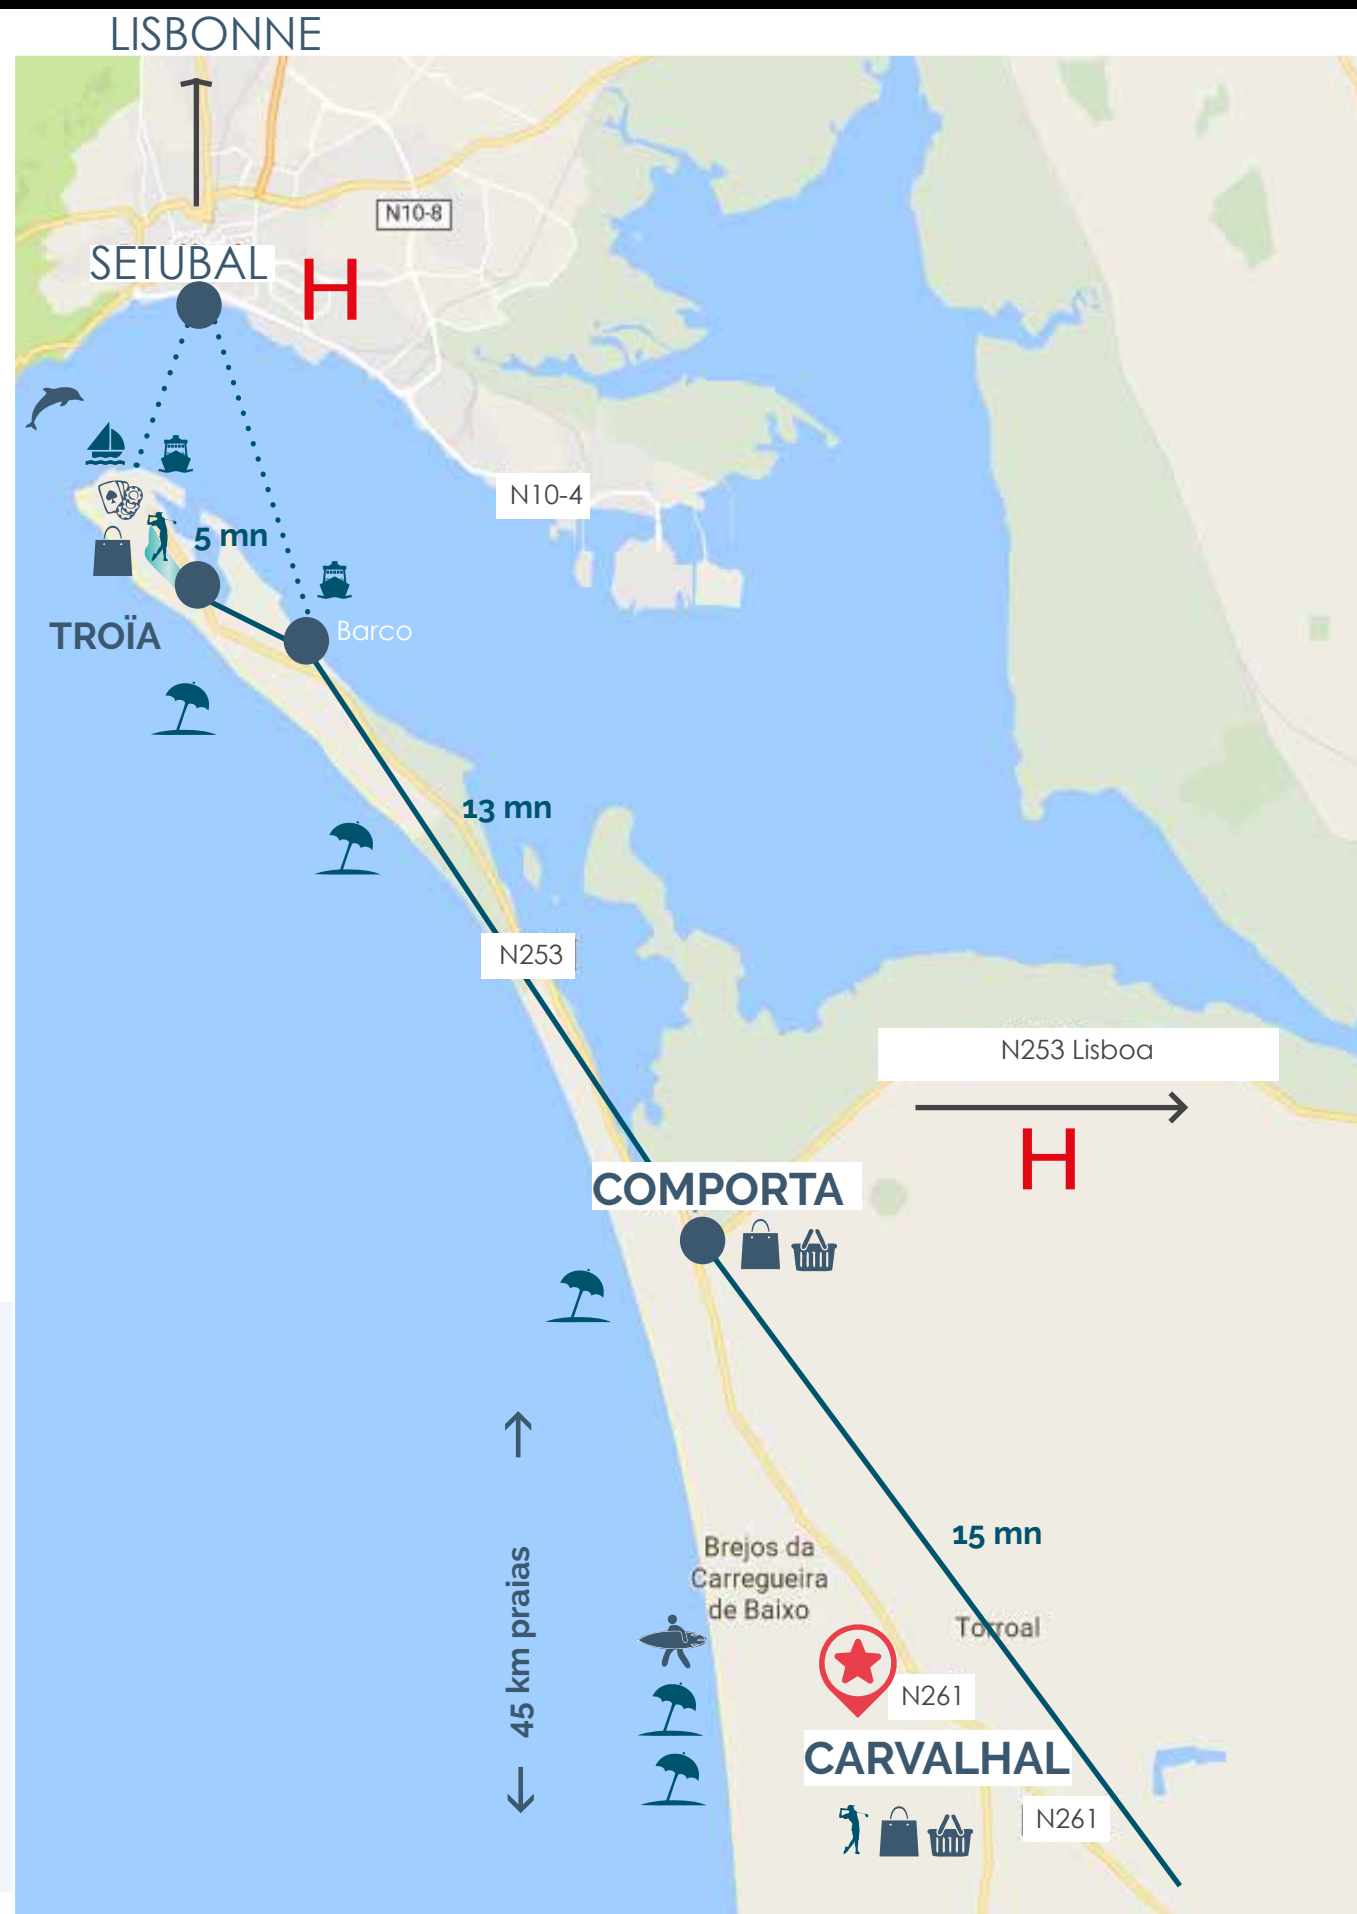 LISBONNE
N10-8
SETUBAL
H
N10-4
5 mn
Barco
TROÏA
13 mn
N253
N253 Lisboa
H
COMPORTA
15 mn
Brejos da
Carregueira
de Baixo
45 km praias
Torroal
N261
CARVALHAL
N261